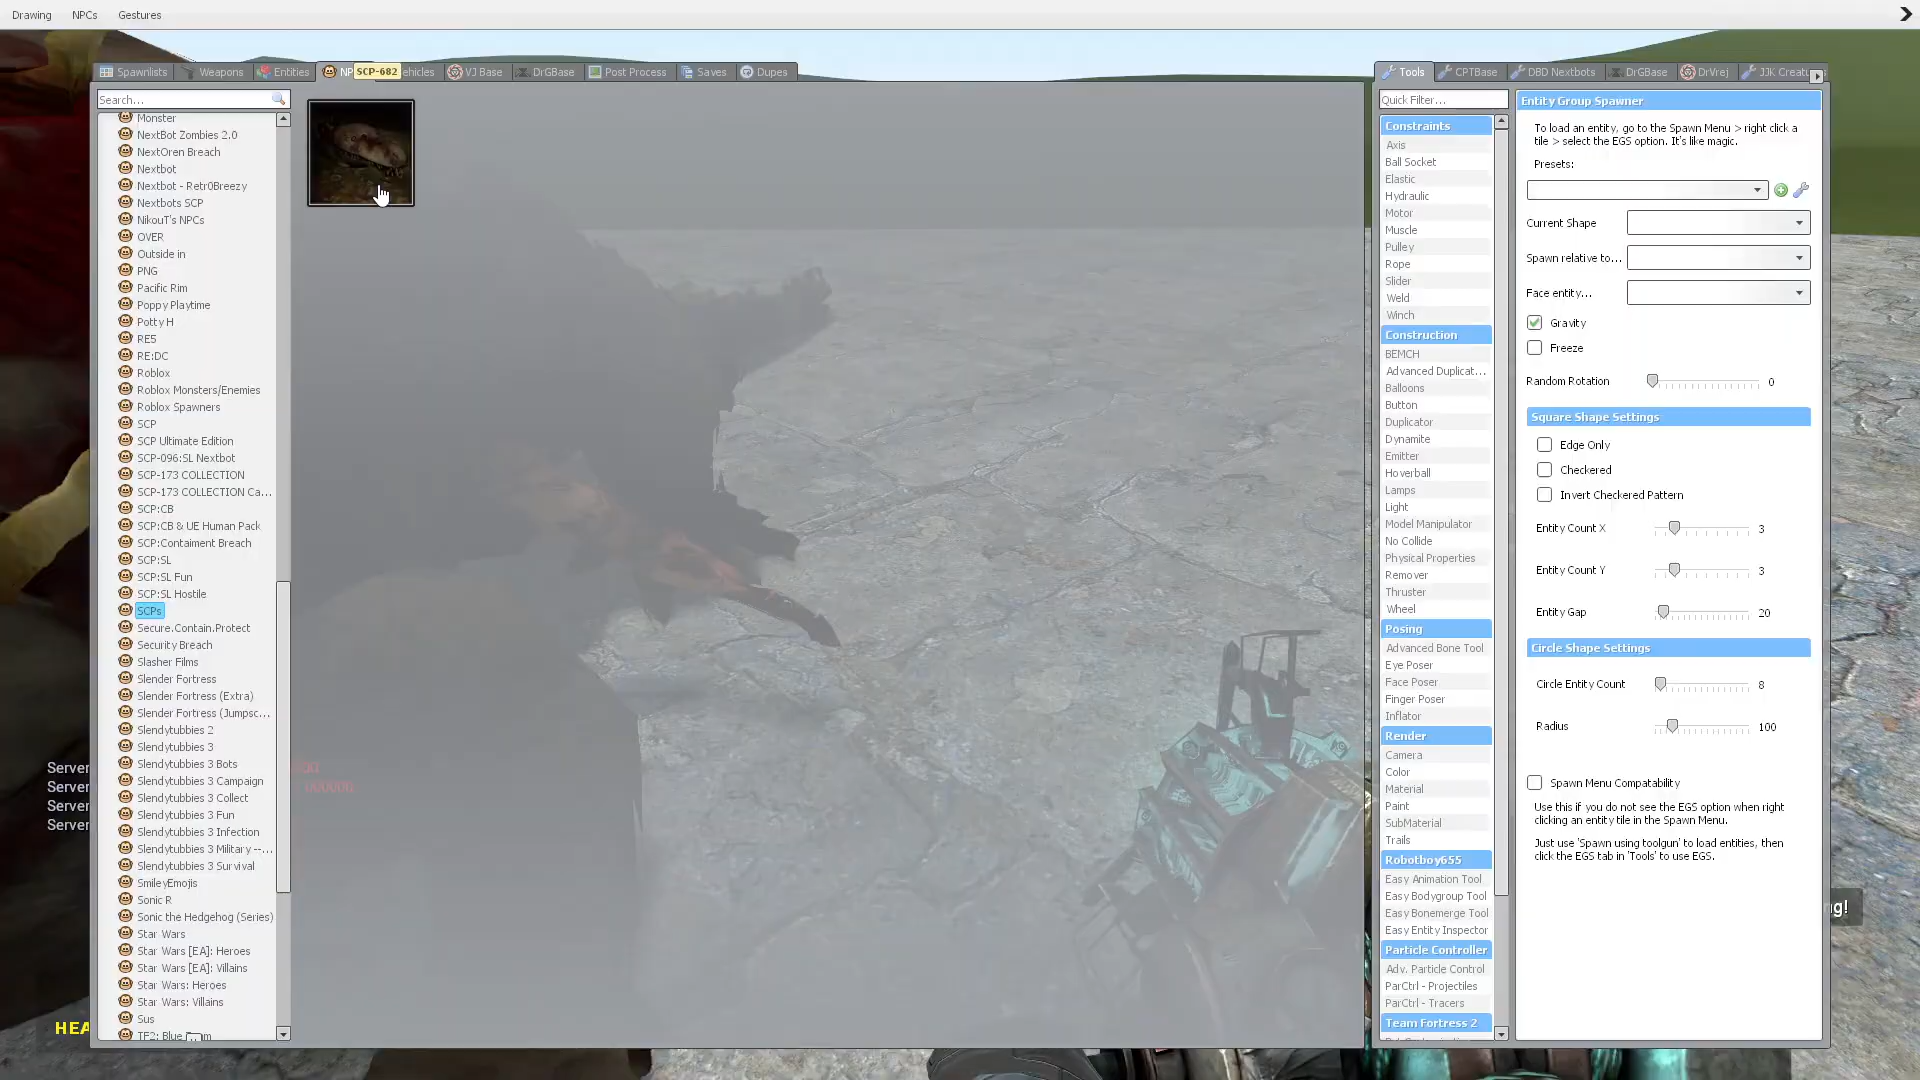 Drawing NPCs Gestures
Spawnlists Weapons Entities NP SCP-682 ehicles VJ Base DrGBase Post Process Saves Dupes
Search...
Monster
NextBot Zombies 2.0
NextOren Breach
Nextbot
Nextbot - Retr0Breezy
Nextbots SCP
NikouT's NPCs
OVER
Outside in
PNG
Pacific Rim
Poppy Playtime
Potty H
RE5
RE:DC
Roblox
Roblox Monsters/Enemies
Roblox Spawners
SCP
SCP Ultimate Edition
SCP-096:SL Nextbot
SCP-173 COLLECTION
SCP-173 COLLECTION Ca...
SCP:CB
SCP:CB & UE Human Pack
SCP:Contaiment Breach
SCP:SL
SCP:SL Fun
SCP:SL Hostile
SCPs
Secure.Contain.Protect
Security Breach
Slasher Films
Slender Fortress
Slender Fortress (Extra)
Slender Fortress (Jumpsc...
Slendytubbies 2
Slendytubbies 3
Slendytubbies 3 Bots
Slendytubbies 3 Campaign
Slendytubbies 3 Collect
Slendytubbies 3 Fun
Slendytubbies 3 Infection
Slendytubbies 3 Military --...
Slendytubbies 3 Survival
SmileyEmojis
Sonic R
Sonic the Hedgehog (Series)
Star Wars
Star Wars [EA]: Heroes
Star Wars [EA]: Villains
Star Wars: Heroes
Star Wars: Villains
Sus
TF2: Blue
Server
Server
Server
Server
HEA
Tools CPTBase DBD Nextbots DrGBase DrVrej JJK Creatu
Quick Filter...
Constraints
Axis
Ball Socket
Elastic
Hydraulic
Motor
Muscle
Pulley
Rope
Slider
Weld
Winch
Construction
BEMCH
Advanced Duplicat...
Balloons
Button
Duplicator
Dynamite
Emitter
Hoverball
Lamps
Light
Model Manipulator
No Collide
Physical Properties
Remover
Thruster
Wheel
Posing
Advanced Bone Tool
Eye Poser
Face Poser
Finger Poser
Inflator
Render
Camera
Color
Material
Paint
SubMaterial
Trails
Robotboy655
Easy Animation Tool
Easy Bodygroup Tool
Easy Bonemerge Tool
Easy Entity Inspector
Particle Controller
Adv. Particle Control
ParCtrl - Projectiles
ParCtrl - Tracers
Team Fortress 2
Entity Group Spawner
To load an entity, go to the Spawn Menu > right click a
tile > select the EGS option. It's like magic.
Presets:
Current Shape
Spawn relative to...
Face entity...
Gravity
Freeze
Random Rotation 0
Square Shape Settings
Edge Only
Checkered
Invert Checkered Pattern
Entity Count X 3
Entity Count Y 3
Entity Gap 20
Circle Shape Settings
Circle Entity Count 8
Radius 100
Spawn Menu Compatability
Use this if you do not see the EGS option when right
clicking an entity tile in the Spawn Menu.
Just use 'Spawn using toolgun' to load entities, then
click the EGS tab in 'Tools' to use EGS.
ng!